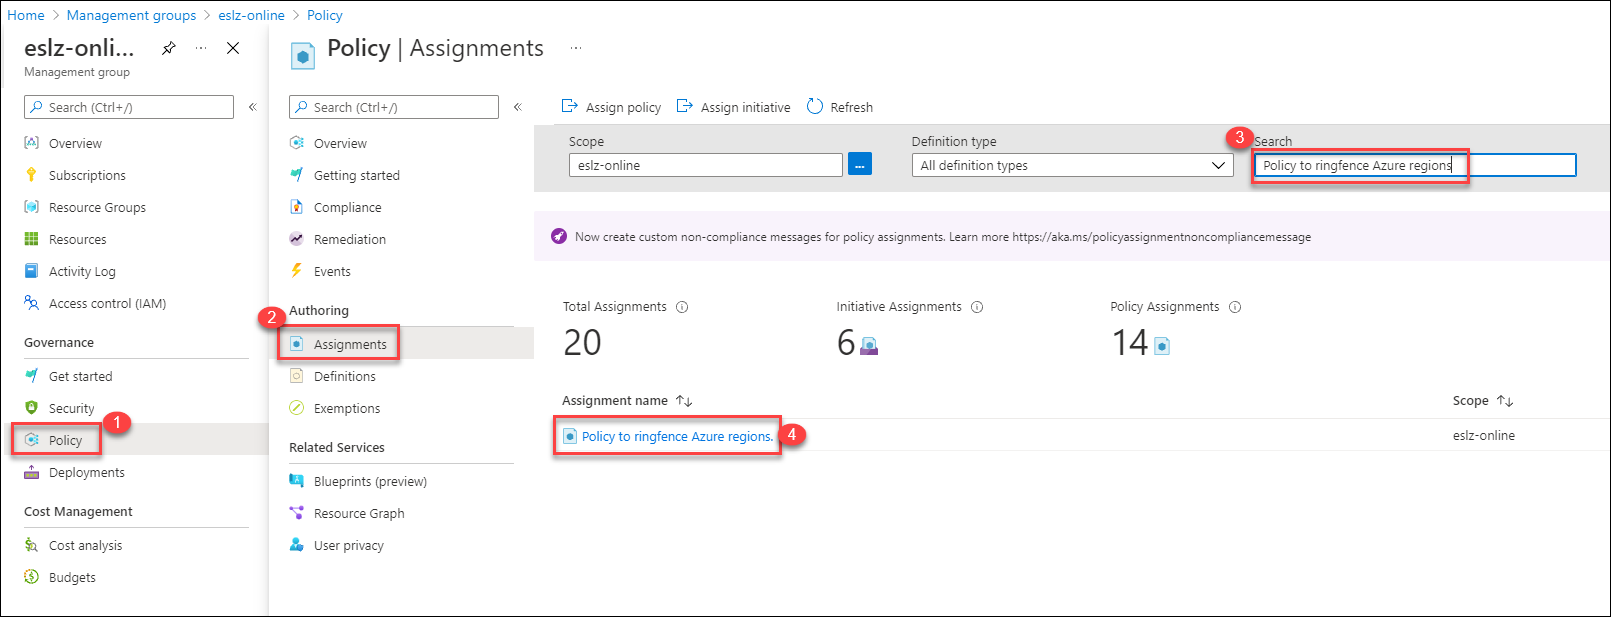 Home > Management groups > eslz-online > Policy
eslz-onli... ...
Management group
Search (Ctrl+/) «
Overview
Subscriptions
Resource Groups
Resources
Activity Log
Access control (IAM)
Governance
Get started
Security
1
Policy
Deployments
Cost Management
Cost analysis
Budgets
Policy | Assignments ...
Search (Ctrl+/) «
Overview
Getting started
Compliance
Remediation
Events
Authoring
2
Assignments
Definitions
Exemptions
Related Services
Blueprints (preview)
Resource Graph
User privacy
Assign policy Assign initiative Refresh
Scope Definition type 3 Search
eslz-online ... All definition types Policy to ringfence Azure regions
Now create custom non-compliance messages for policy assignments. Learn more https://aka.ms/policyassignmentnoncompliancemessage
Total Assignments Initiative Assignments Policy Assignments
20 6 14
Assignment name ↑↓ Scope ↑↓
Policy to ringfence Azure regions. 4 eslz-online